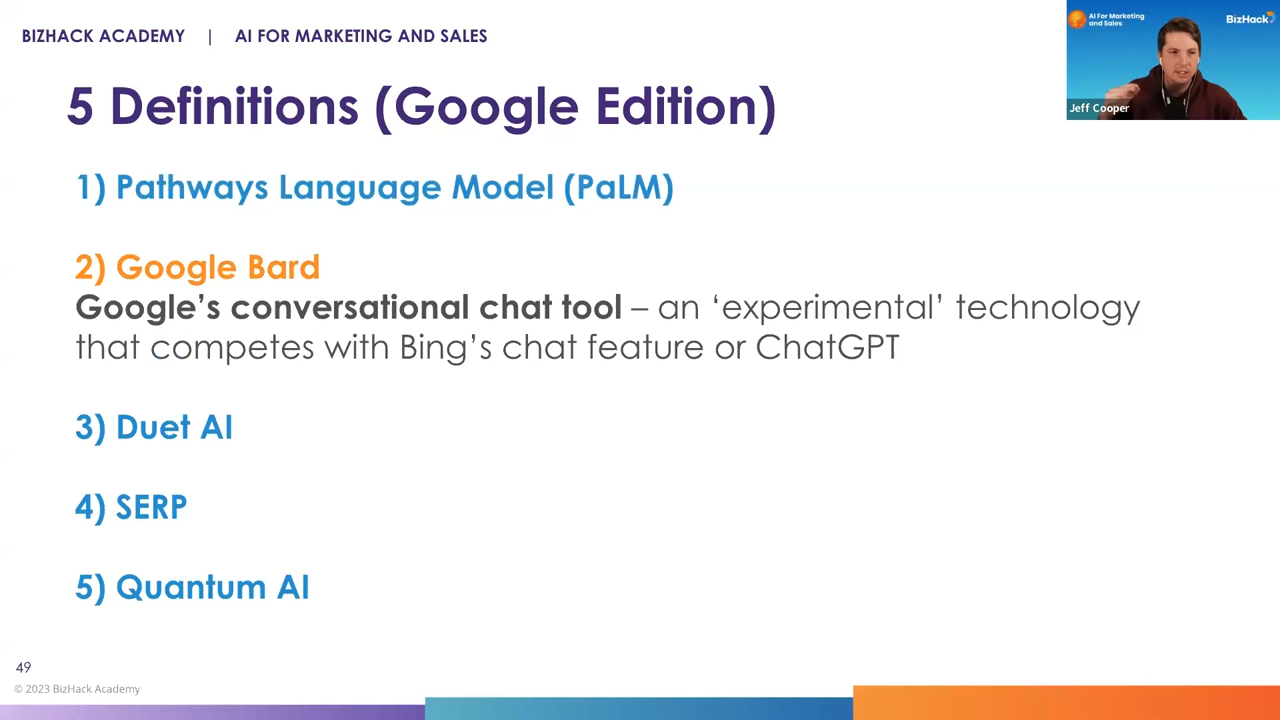 BIZHACK ACADEMY | AI FOR MARKETING AND SALES
AI For Marketing
and Sales
BizHack
Jeff Cooper
5 Definitions (Google Edition)
1) Pathways Language Model (PaLM)
2) Google Bard
Google’s conversational chat tool – an ‘experimental’ technology
that competes with Bing’s chat feature or ChatGPT
3) Duet AI
4) SERP
5) Quantum AI
49
© 2023 BizHack Academy